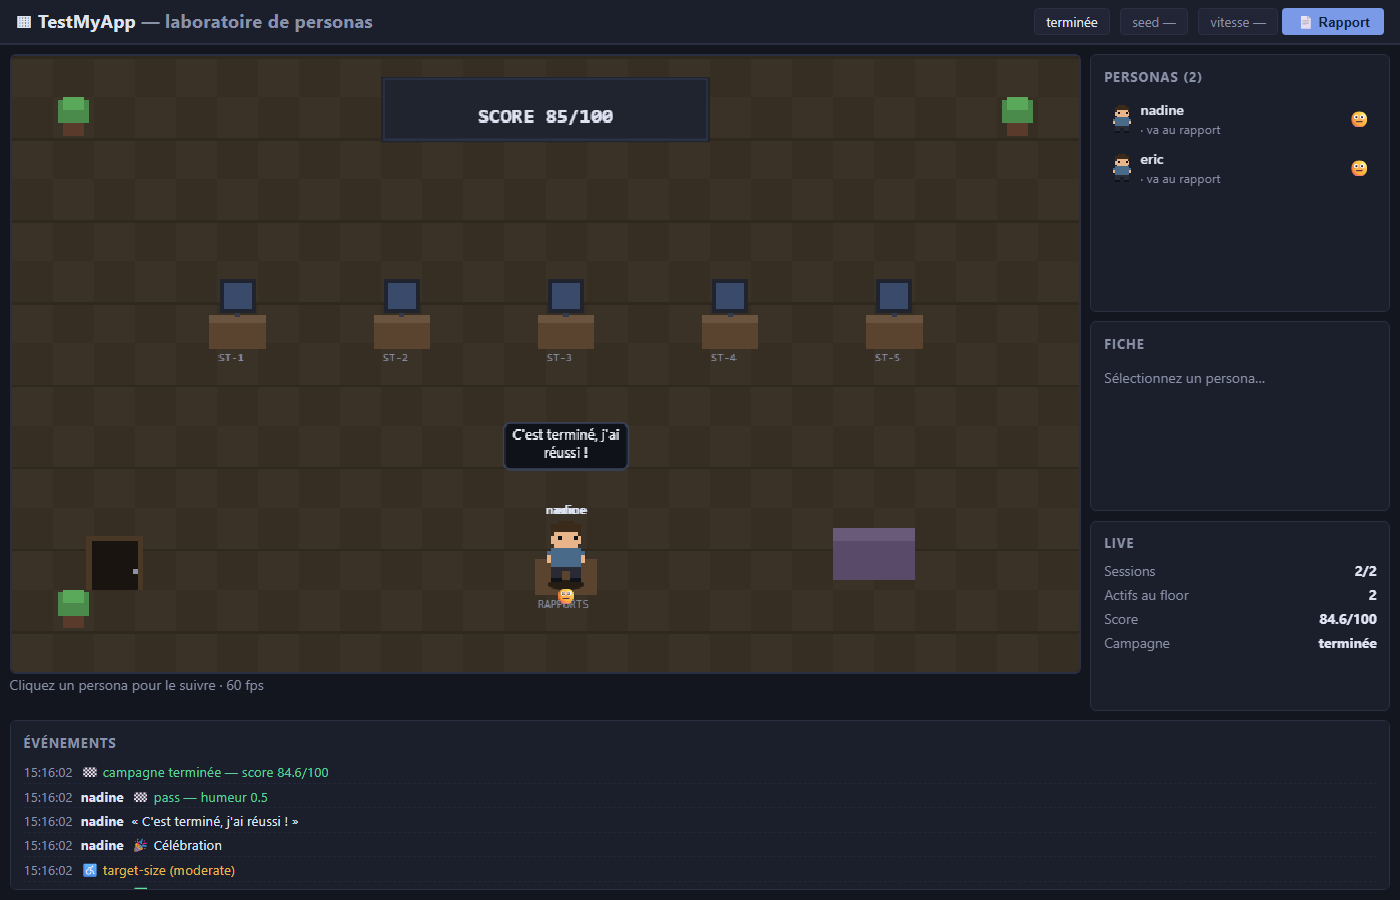 TestMyApp — laboratoire de personas
terminée
seed —
vitesse —
Rapport
SCORE 85/100
ST-1
ST-2
ST-3
ST-4
ST-5
C'est terminé, j'ai
réussi !
RAPPORTS
Cliquez un persona pour le suivre · 60 fps
PERSONAS (2)
nadine
· va au rapport
eric
· va au rapport
FICHE
Sélectionnez un persona...
LIVE
Sessions 2/2
Actifs au floor 2
Score 84.6/100
Campagne terminée
ÉVÉNEMENTS
15:16:02 campagne terminée — score 84.6/100
15:16:02 nadine pass — humeur 0.5
15:16:02 nadine « C'est terminé, j'ai réussi ! »
15:16:02 nadine Célébration
15:16:02 target-size (moderate)